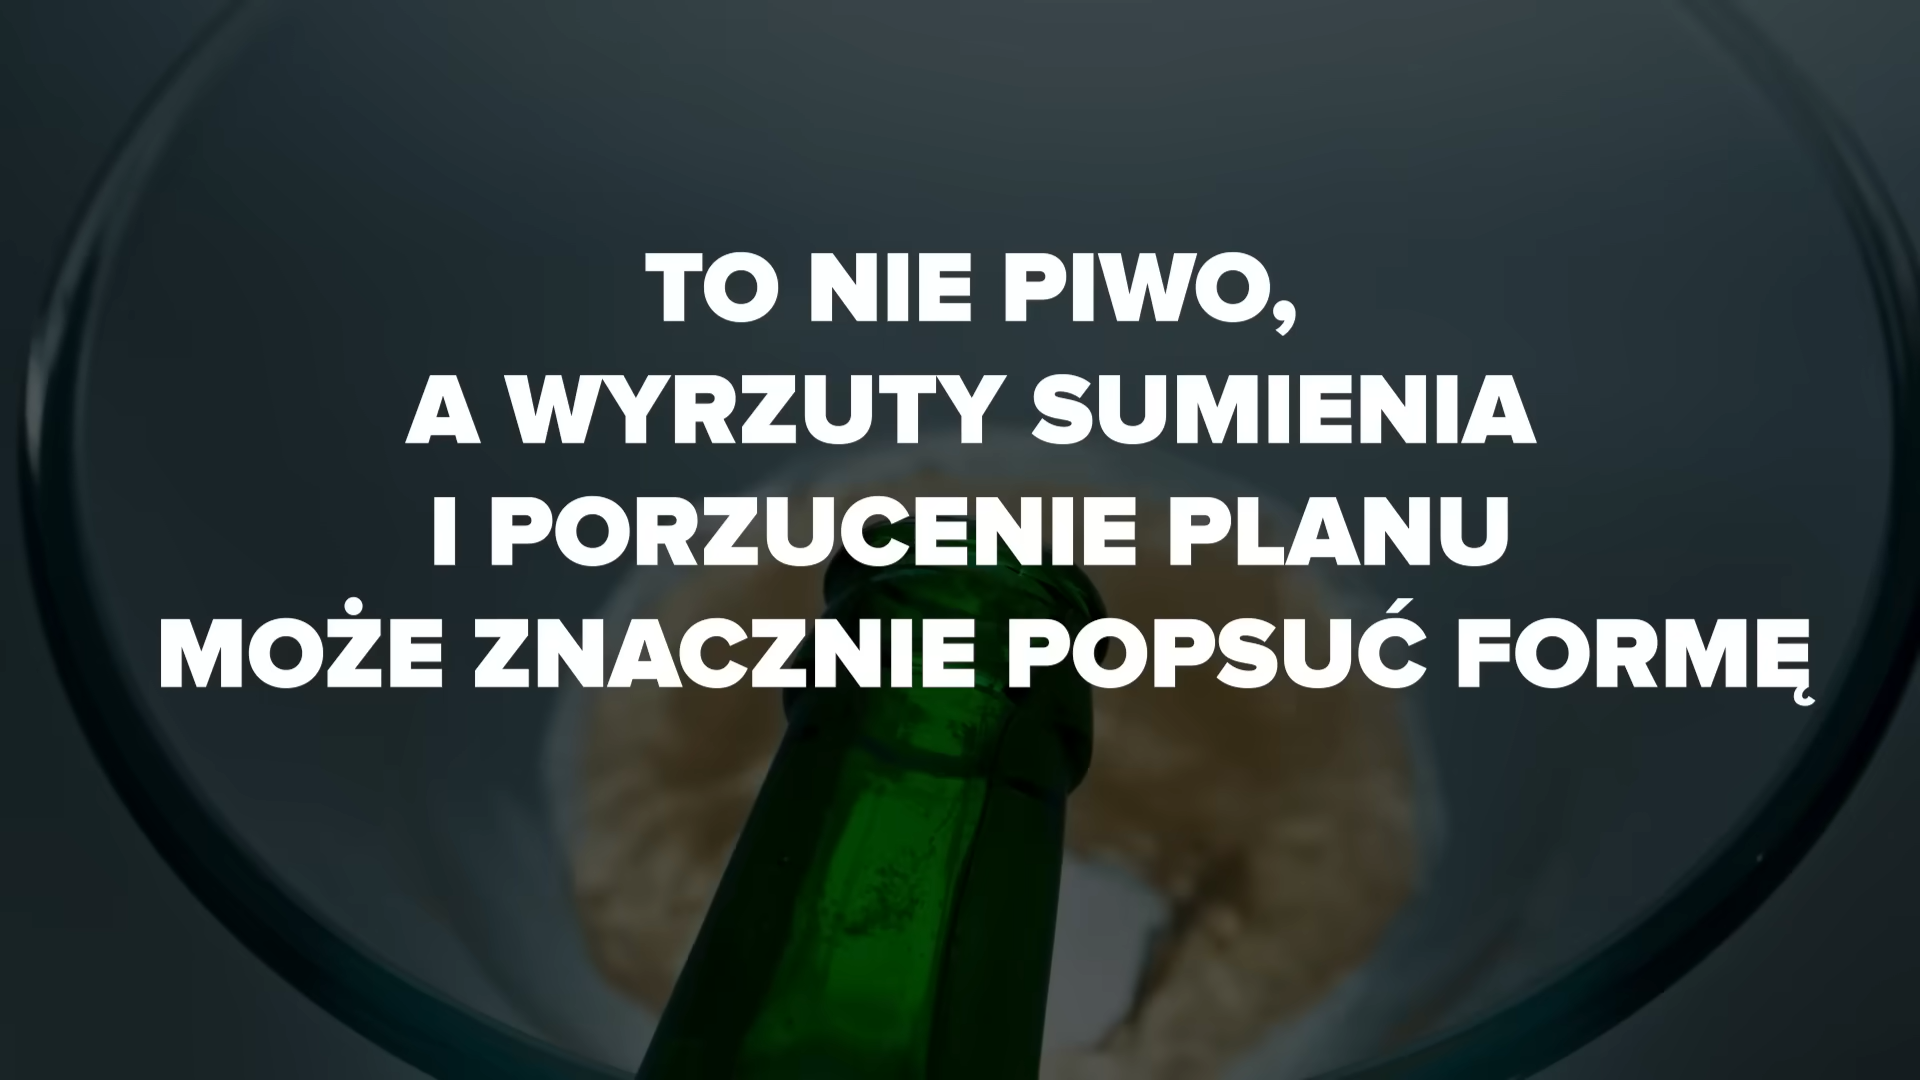 TO NIE PIWO,
A WYRZUTY SUMIENIA
I PORZUCENIE PLANU
MOŻE ZNACZNIE POPSUĆ FORMĘ